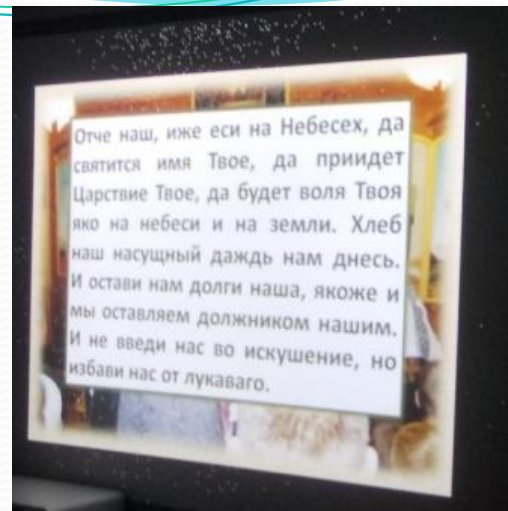 Отче наш, иже еси на Небесех, да
святится имя Твое, да приидет
Царствие Твое, да будет воля Твоя
яко на небеси и на земли. Хлеб
наш насущный даждь нам днесь.
И остави нам долги наша, якоже и
мы оставляем должником нашим.
И не введи нас во искушение, но
избави нас от лукаваго.